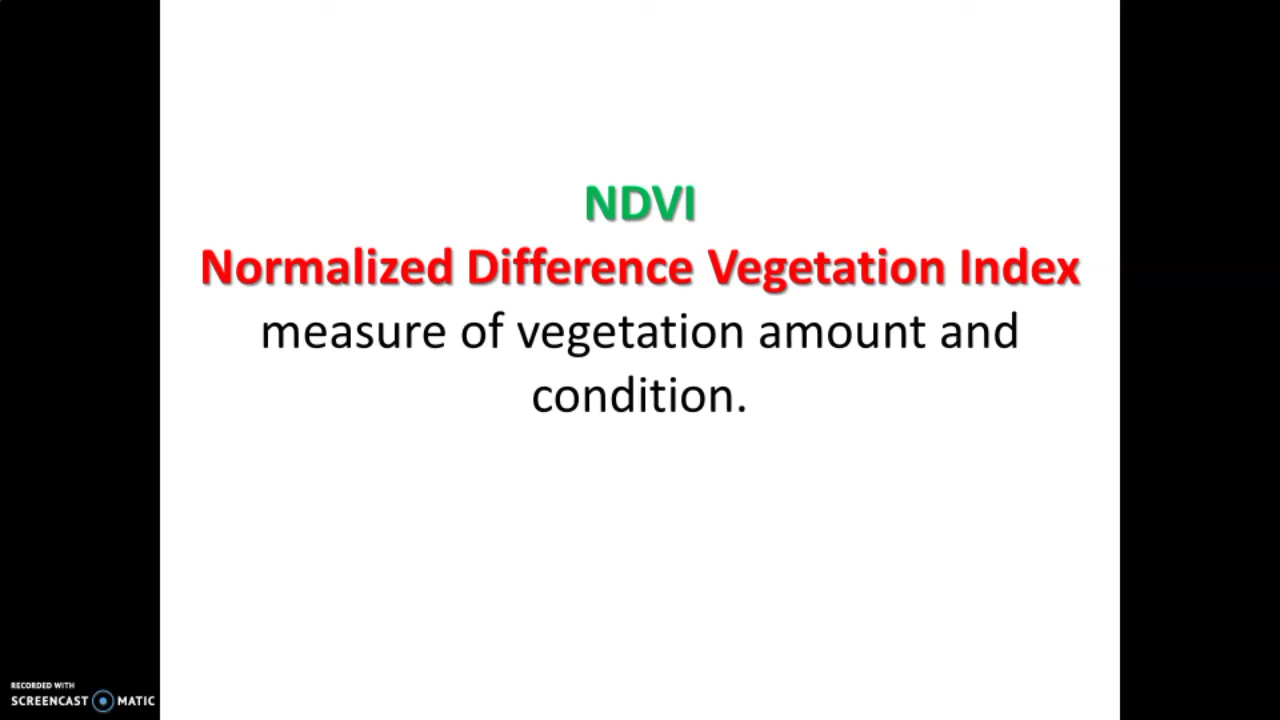 NDVI
Normalized Difference Vegetation Index
measure of vegetation amount and
condition.
RECORDED WITH
SCREENCAST MATIC